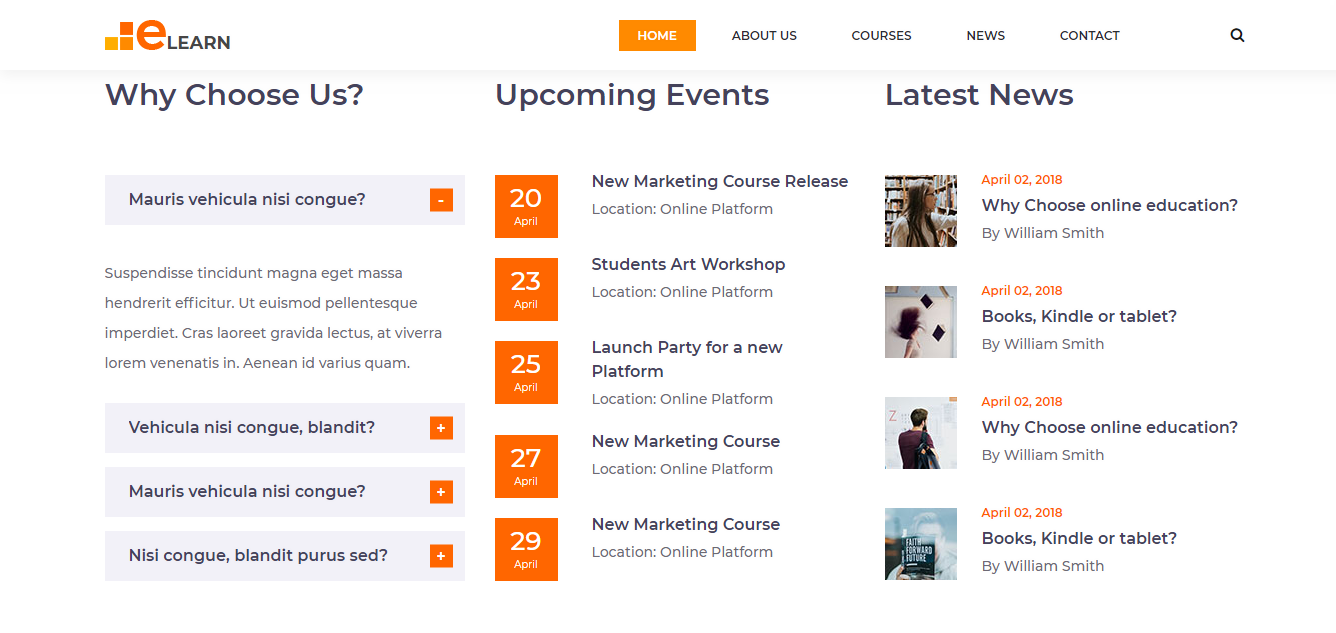 eLEARN
HOME
ABOUT US
COURSES
NEWS
CONTACT
Why Choose Us?
Mauris vehicula nisi congue?
-
Suspendisse tincidunt magna eget massa
hendrerit efficitur. Ut euismod pellentesque
imperdiet. Cras laoreet gravida lectus, at viverra
lorem venenatis in. Aenean id varius quam.
Vehicula nisi congue, blandit?
+
Mauris vehicula nisi congue?
+
Nisi congue, blandit purus sed?
+
Upcoming Events
20
April
New Marketing Course Release
Location: Online Platform
23
April
Students Art Workshop
Location: Online Platform
25
April
Launch Party for a new
Platform
Location: Online Platform
27
April
New Marketing Course
Location: Online Platform
29
April
New Marketing Course
Location: Online Platform
Latest News
April 02, 2018
Why Choose online education?
By William Smith
April 02, 2018
Books, Kindle or tablet?
By William Smith
Z
April 02, 2018
Why Choose online education?
By William Smith
FAITH
FORWARD
FUTURE
April 02, 2018
Books, Kindle or tablet?
By William Smith